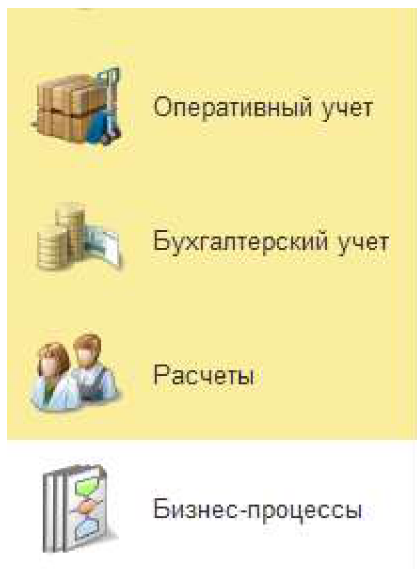 Оперативный учет
Бухгалтерский учет
Расчеты
Бизнес-процессы